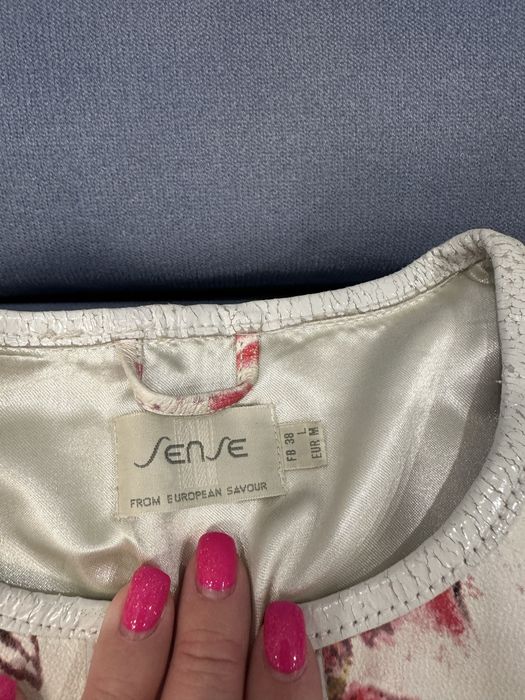 SENSE
FROM EUROPEAN SAVOUR
FB 38
L
EUR M